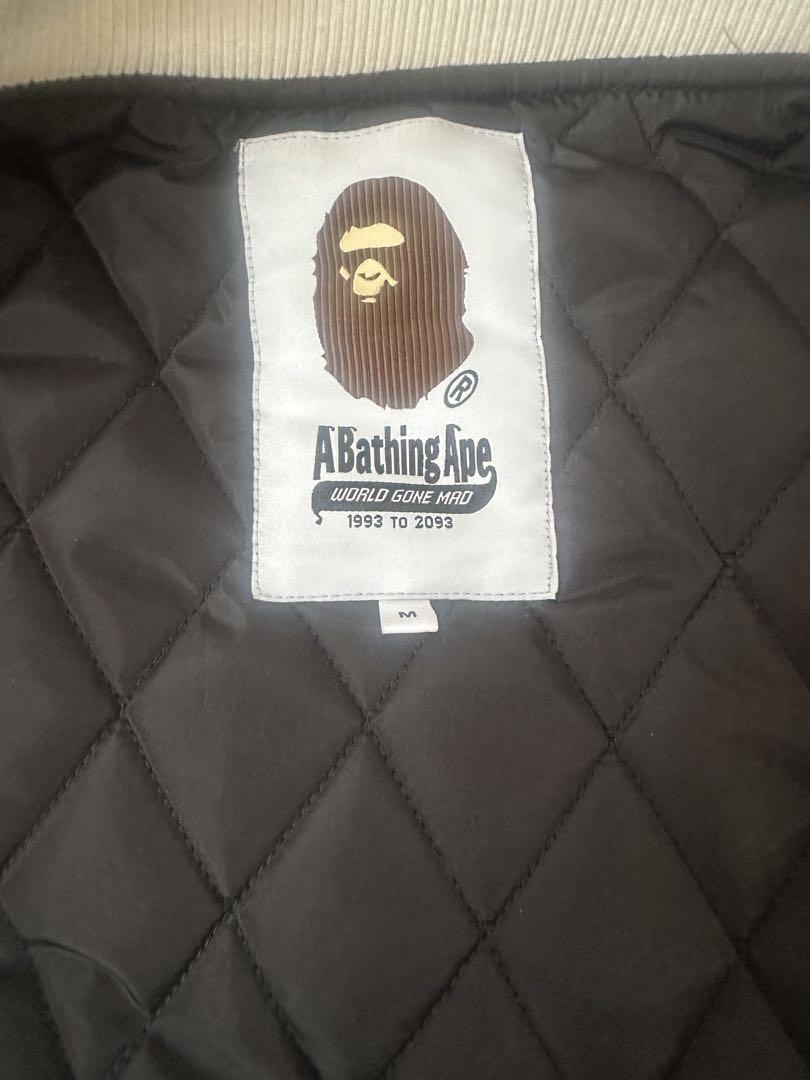 ®
A Bathing Ape
WORLD GONE MAD
1993 TO 2093
M